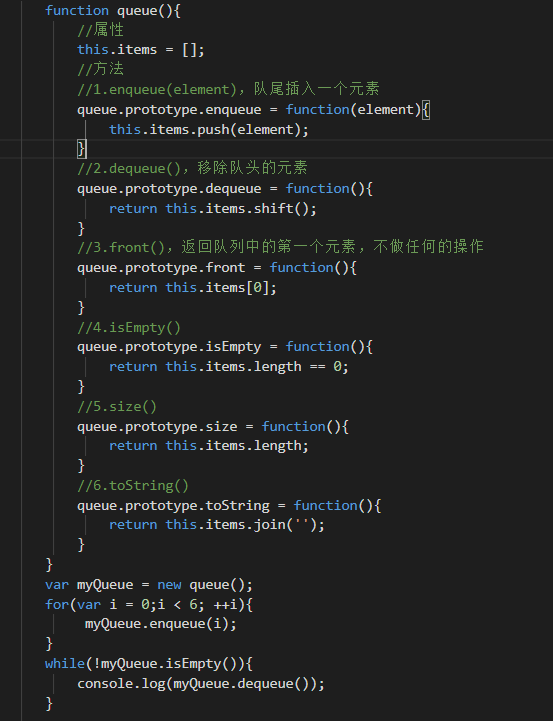 function queue(){
//属性
this.items = [];
//方法
//1.enqueue(element)，队尾插入一个元素
queue.prototype.enqueue = function(element){
this.items.push(element);
}
//2.dequeue()，移除队头的元素
queue.prototype.dequeue = function(){
return this.items.shift();
}
//3.front()，返回队列中的第一个元素，不做任何的操作
queue.prototype.front = function(){
return this.items[0];
}
//4.isEmpty()
queue.prototype.isEmpty = function(){
return this.items.length == 0;
}
//5.size()
queue.prototype.size = function(){
return this.items.length;
}
//6.toString()
queue.prototype.toString = function(){
return this.items.join('');
}
}
var myQueue = new queue();
for(var i = 0;i < 6; ++i){
myQueue.enqueue(i);
}
while(!myQueue.isEmpty()){
console.log(myQueue.dequeue());
}